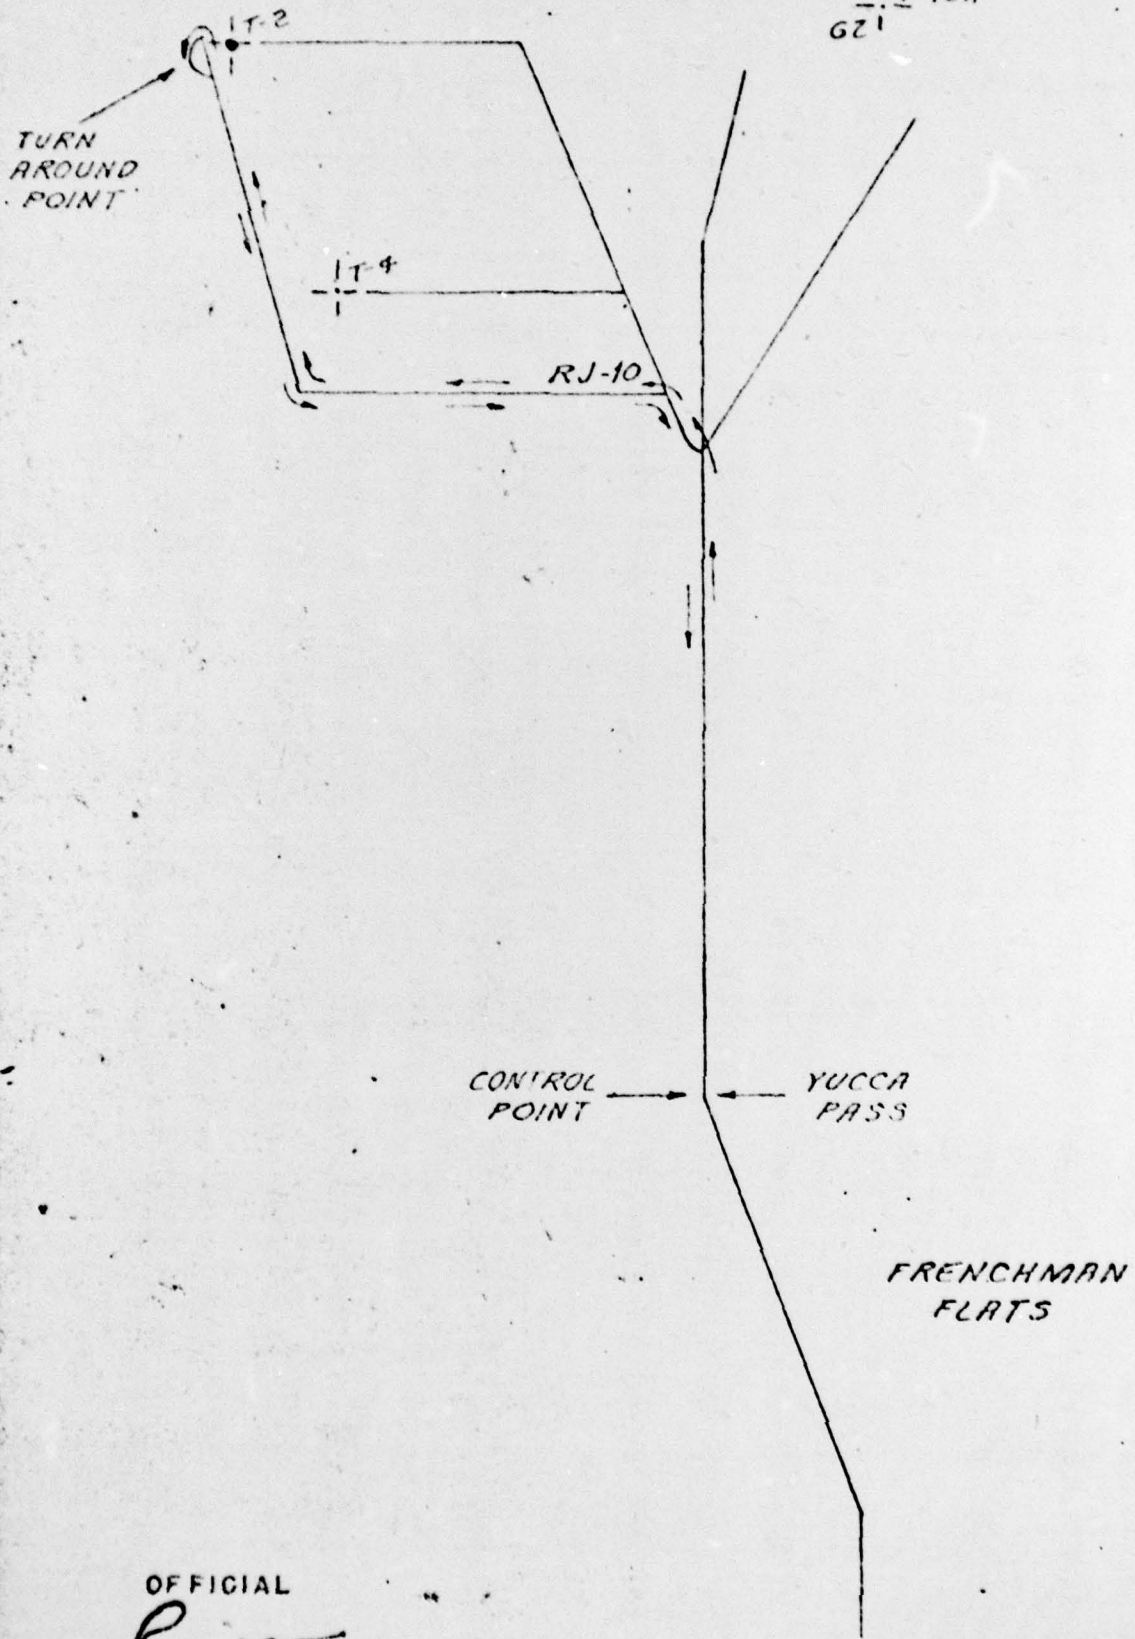 T-2
GZ
TURN
AROUND
POINT
T-4
RJ-10
CONTROL
POINT
YUCCA
PASS
FRENCHMAN
FLATS
OFFICIAL